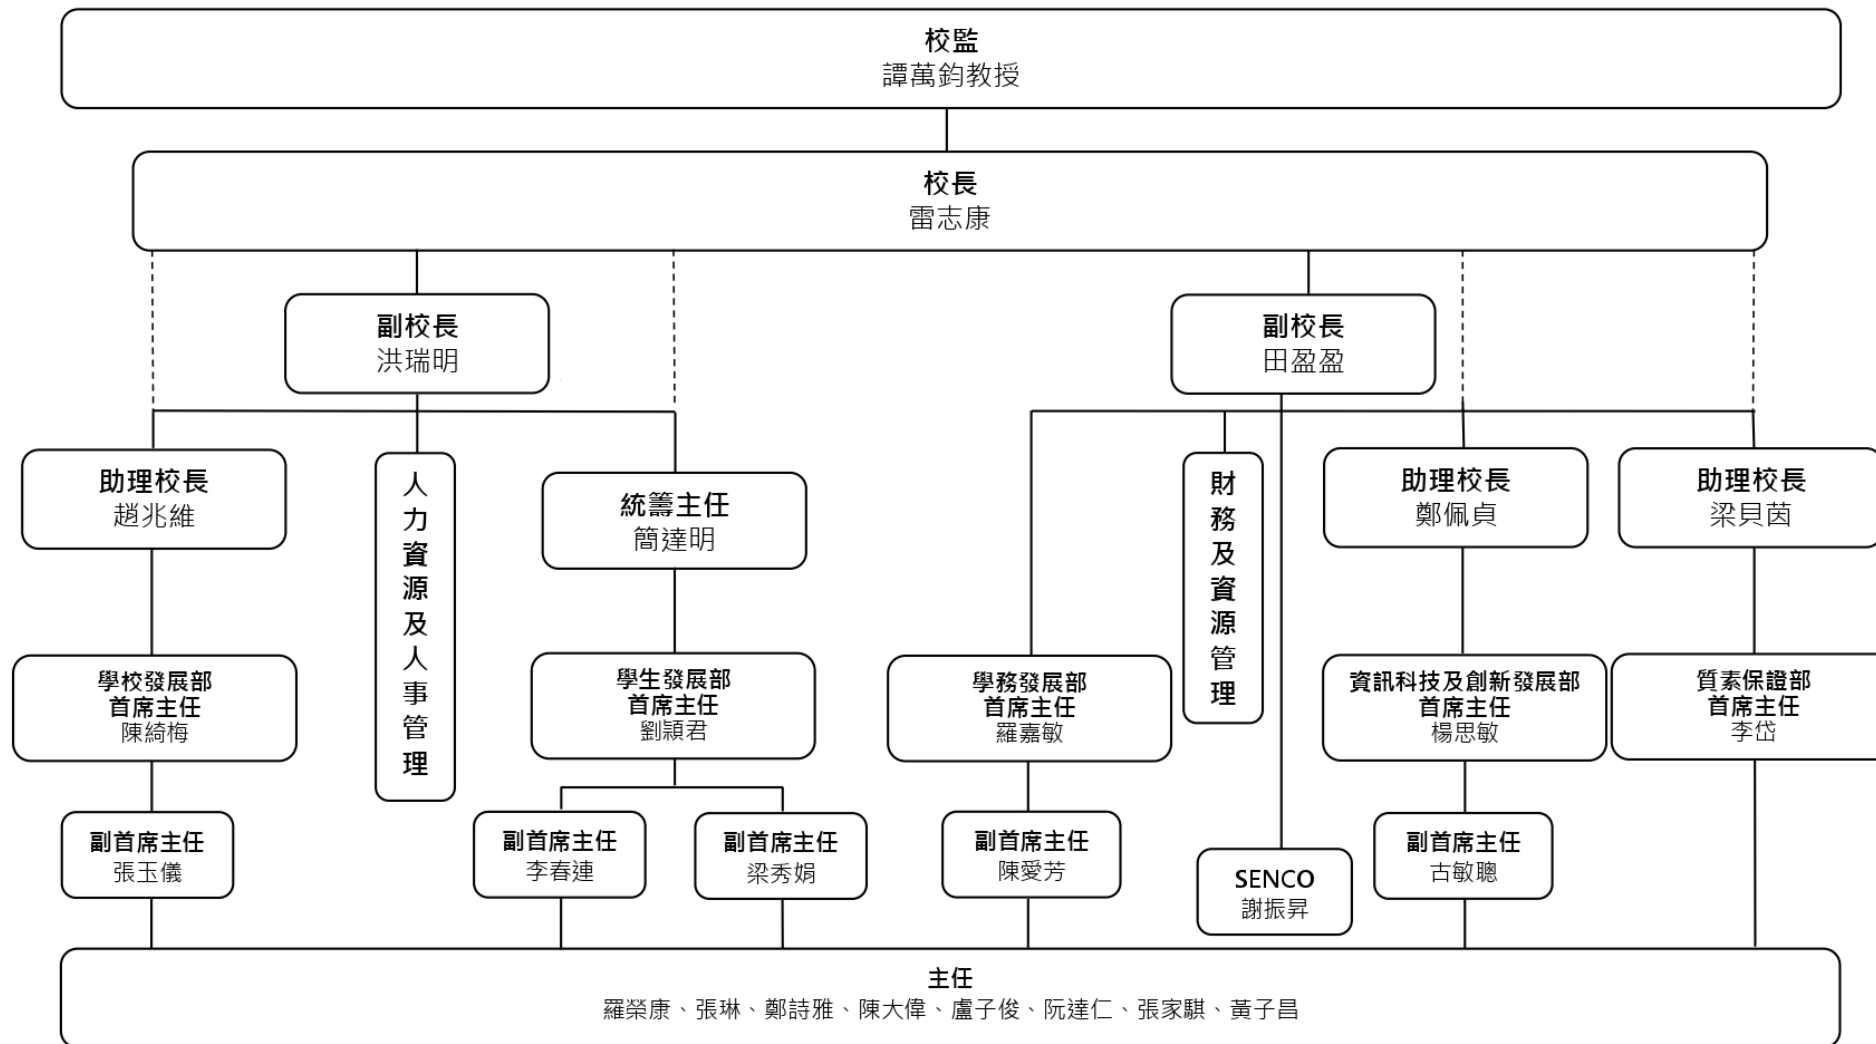 校監
譚萬鈞教授
校長
雷志康
副校長
洪瑞明
副校長
田盈盈
助理校長
趙兆維
人力資源及人事管理
統籌主任
簡達明
財務及資源管理
助理校長
鄭佩貞
助理校長
梁貝茵
學校發展部
首席主任
陳綺梅
學生發展部
首席主任
劉穎君
學務發展部
首席主任
羅嘉敏
資訊科技及創新發展部
首席主任
楊思敏
質素保證部
首席主任
李岱
副首席主任
張玉儀
副首席主任
李春連
副首席主任
梁秀娟
副首席主任
陳愛芳
SENCO
謝振昇
副首席主任
古敏聰
主任
羅榮康、張琳、鄭詩雅、陳大偉、盧子俊、阮達仁、張家騏、黃子昌